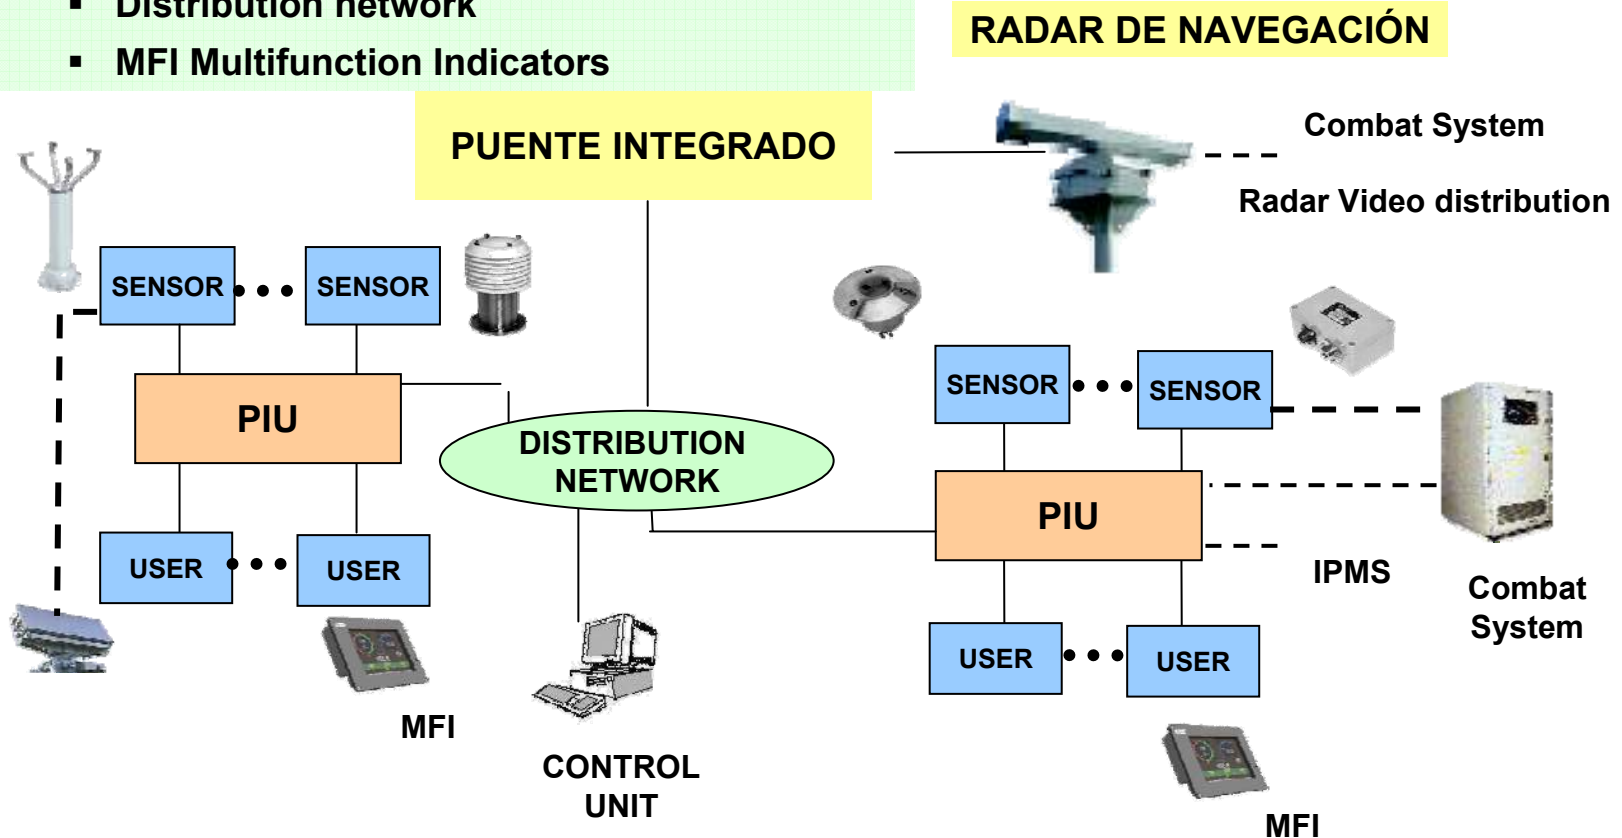 ▪ Distribution network
▪ MFI Multifunction Indicators
RADAR DE NAVEGACIÓN
PUENTE INTEGRADO
Combat System
Radar Video distribution
SENSOR
SENSOR
PIU
USER
USER
MFI
DISTRIBUTION
NETWORK
CONTROL
UNIT
SENSOR
SENSOR
PIU
IPMS
Combat
System
USER
USER
MFI